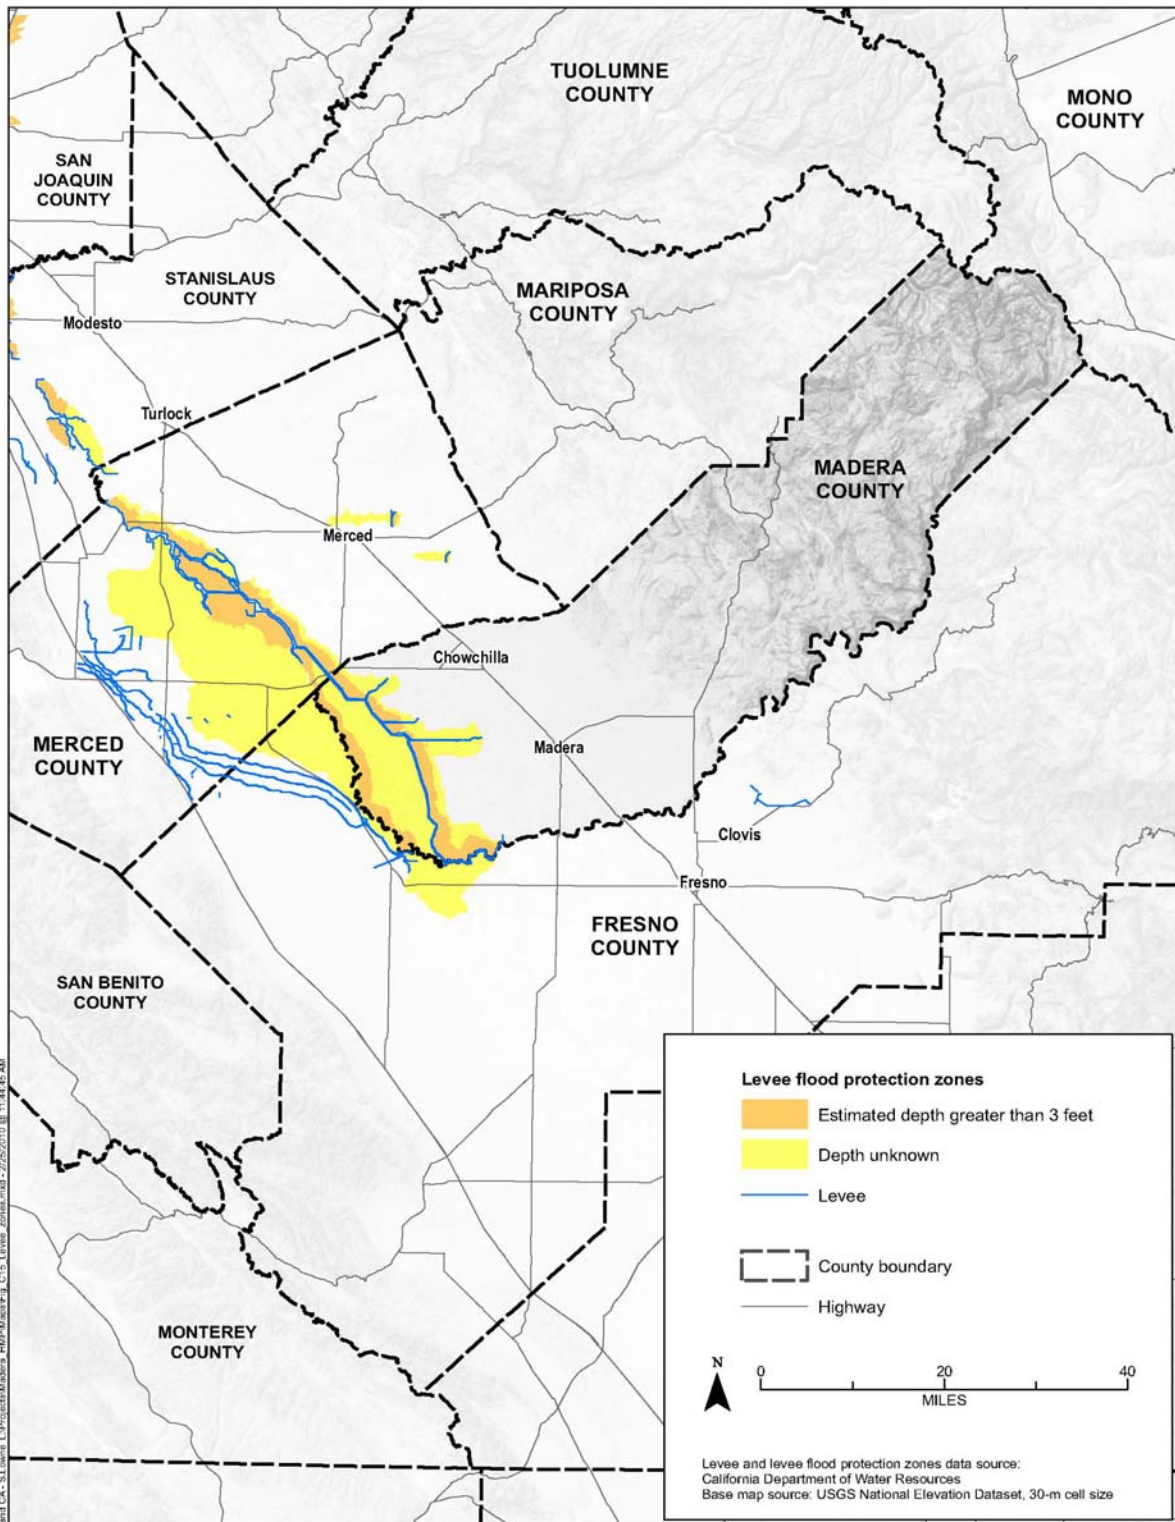 TUOLUMNE
COUNTY
MONO
COUNTY
SAN
JOAQUIN
COUNTY
STANISLAUS
COUNTY
MARIPOSA
COUNTY
Modesto
Turlock
MADERA
COUNTY
Merced
Chowchilla
MERCED
COUNTY
Madera
Clovis
Fresno
FRESNO
COUNTY
SAN BENITO
COUNTY
MONTEREY
COUNTY
Levee flood protection zones
Estimated depth greater than 3 feet
Depth unknown
Levee
County boundary
Highway
N
0 20 40
MILES
Levee and levee flood protection zones data source:
California Department of Water Resources
Base map source: USGS National Elevation Dataset, 30-m cell size